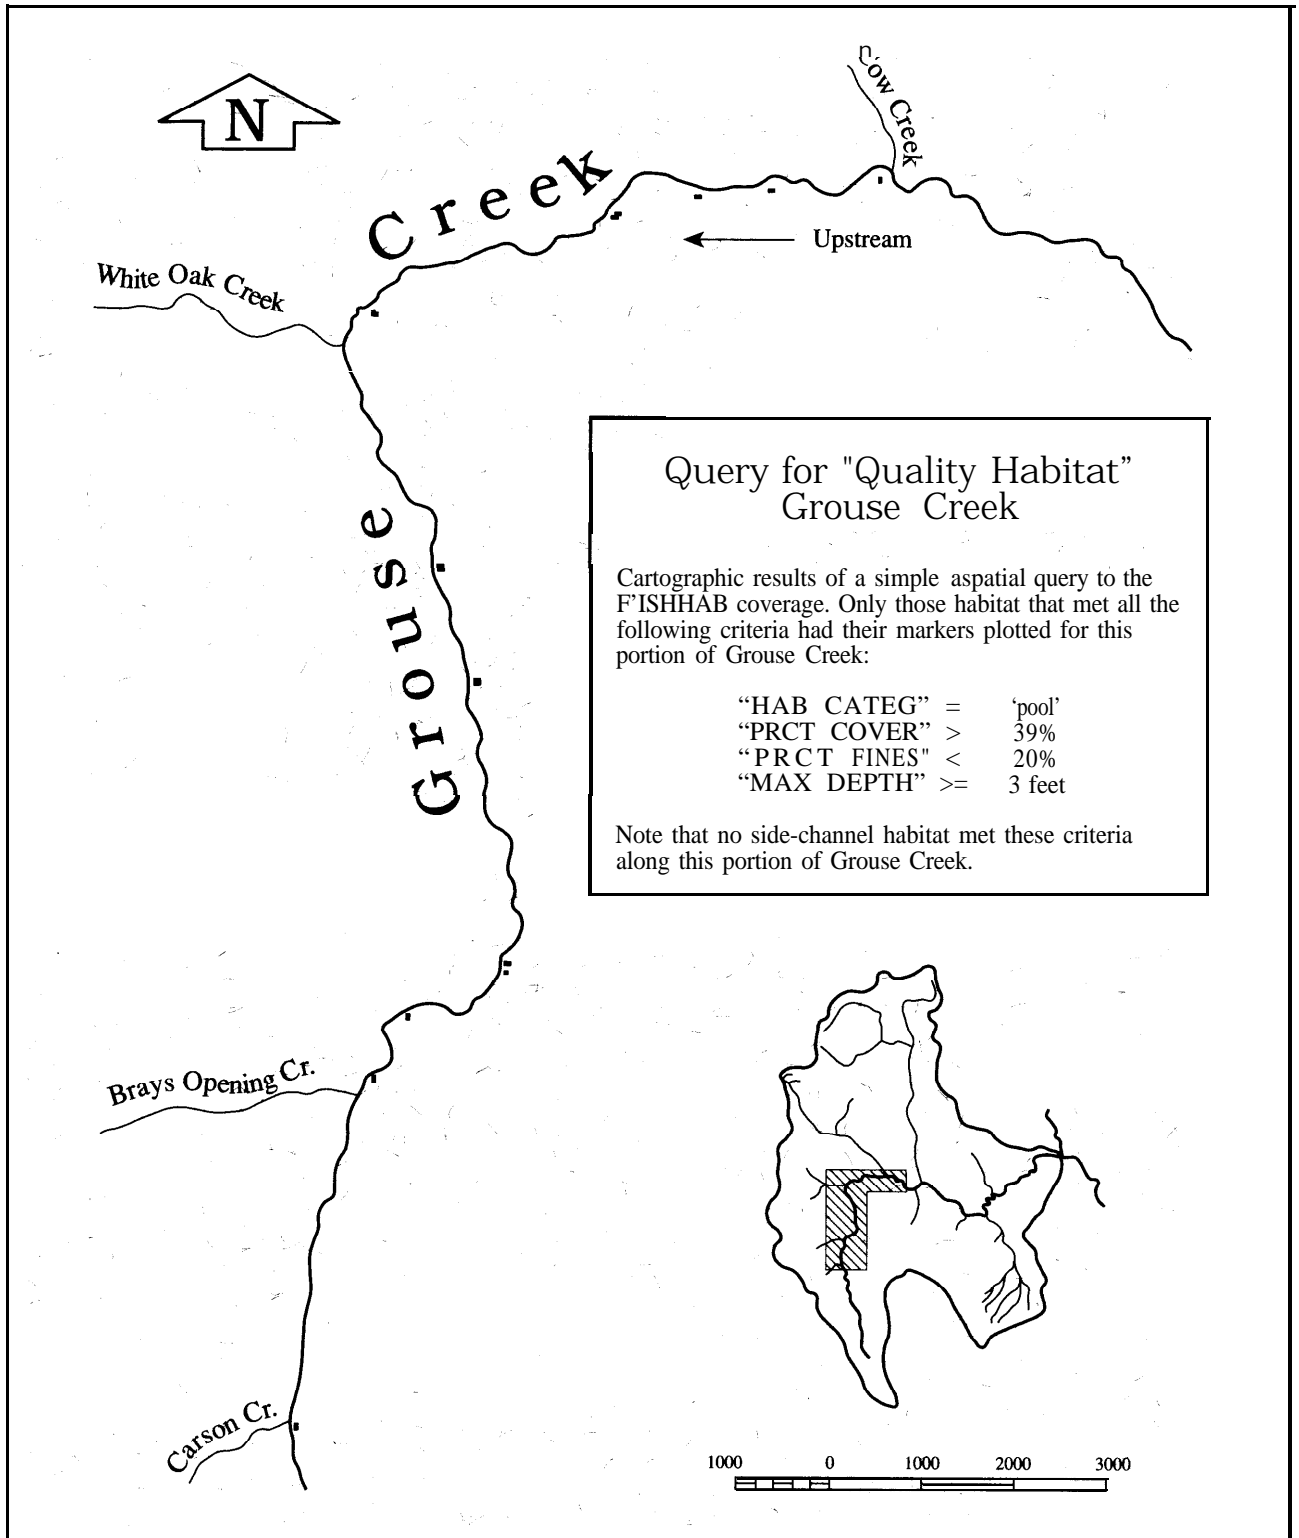 N
Cow Creek
Creek
Upstream
White Oak Creek
Grouse
Query for "Quality Habitat"
Grouse Creek
Cartographic results of a simple aspatial query to the
F'ISHHAB coverage. Only those habitat that met all the
following criteria had their markers plotted for this
portion of Grouse Creek:
“HAB CATEG” = ‘pool’
“PRCT COVER” > 39%
“PRCT FINES" < 20%
“MAX DEPTH” >= 3 feet
Note that no side-channel habitat met these criteria
along this portion of Grouse Creek.
Brays Opening Cr.
Carson Cr.
1000 0 1000 2000 3000